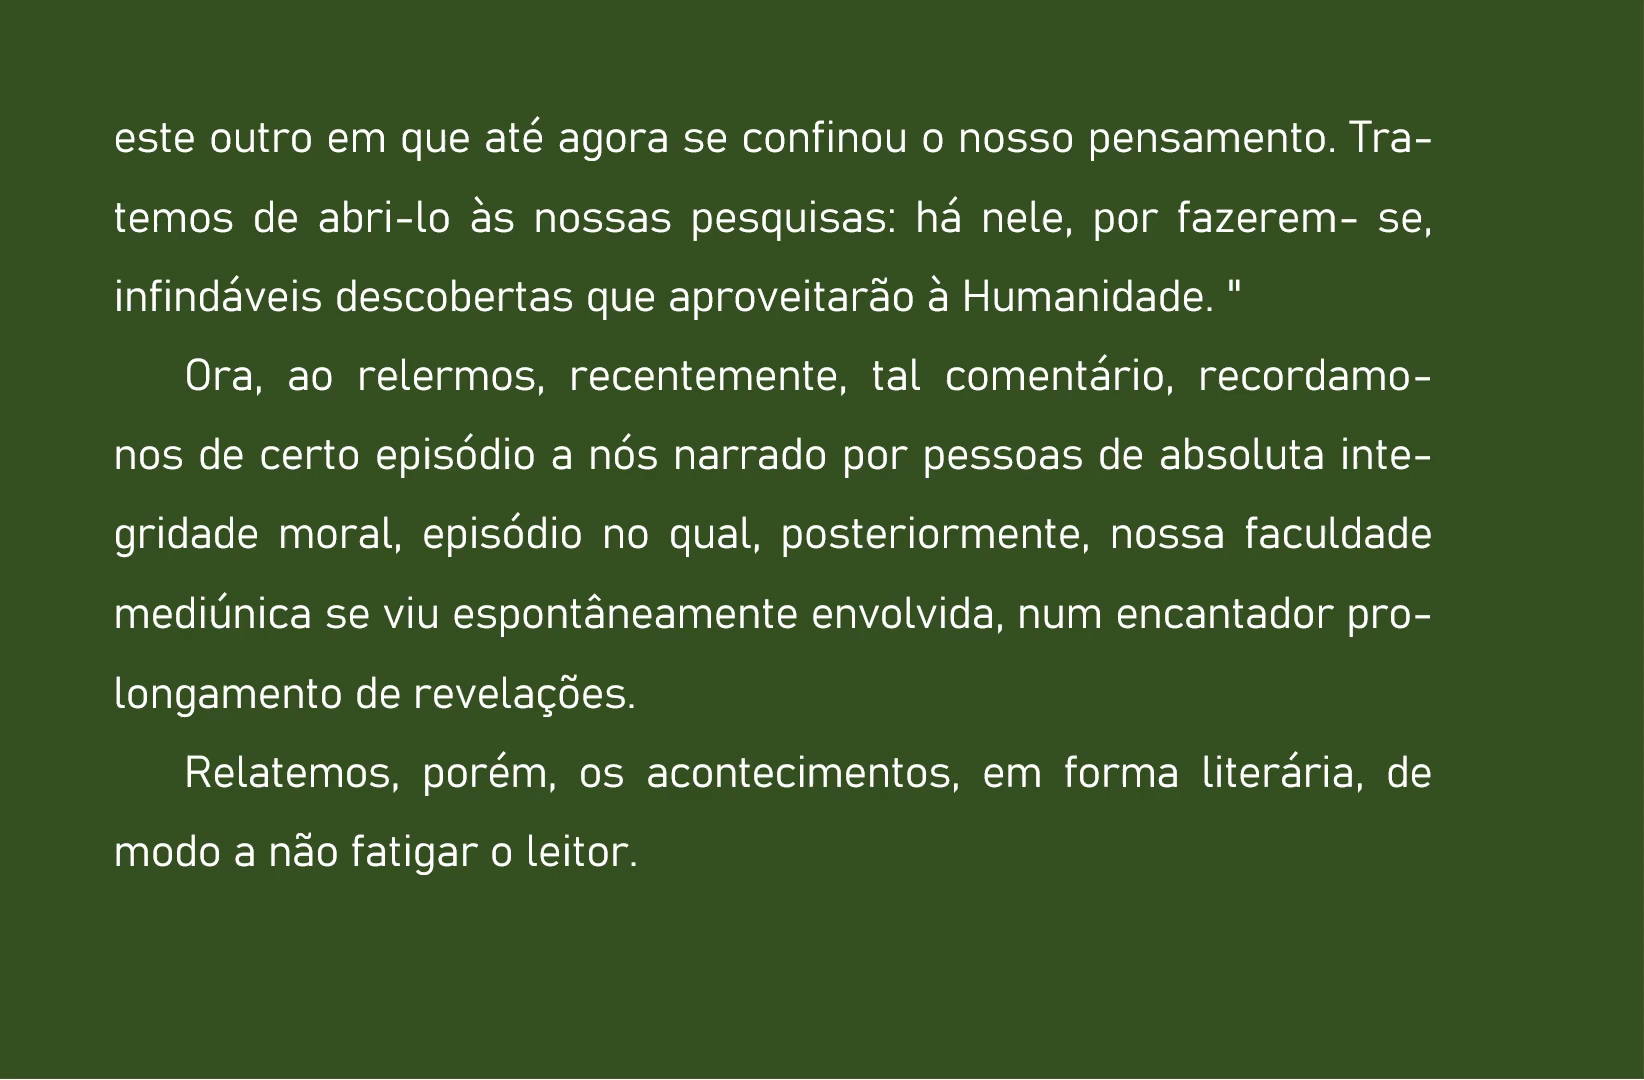 este outro em que até agora se confinou o nosso pensamento. Tra-
temos de abri-lo às nossas pesquisas: há nele, por fazerem- se,
infindáveis descobertas que aproveitarão à Humanidade. "
Ora, ao relermos, recentemente, tal comentário, recordamo-
nos de certo episódio a nós narrado por pessoas de absoluta inte-
gridade moral, episódio no qual, posteriormente, nossa faculdade
mediúnica se viu espontâneamente envolvida, num encantador pro-
longamento de revelações.
Relatemos, porém, os acontecimentos, em forma literária, de
modo a não fatigar o leitor.